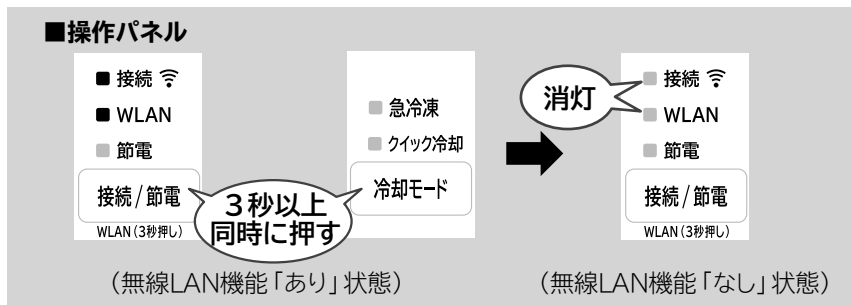 ■操作パネル
接続
WLAN
節電
接続/節電
WLAN(3秒押し)
急冷凍
クイック冷却
冷却モード
3秒以上
同時に押す
(無線LAN機能「あり」状態)
消灯
接続
WLAN
節電
接続/節電
WLAN(3秒押し)
(無線LAN機能「なし」状態)